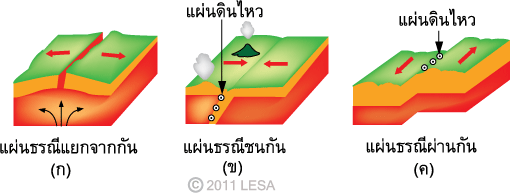 แผ่นดินไหว
แผ่นดินไหว
แผ่นธรณีแยกจากกัน
(ก)
แผ่นธรณีชนกัน
(ข)
แผ่นธรณีผ่านกัน
(ค)
© 2011 LESA